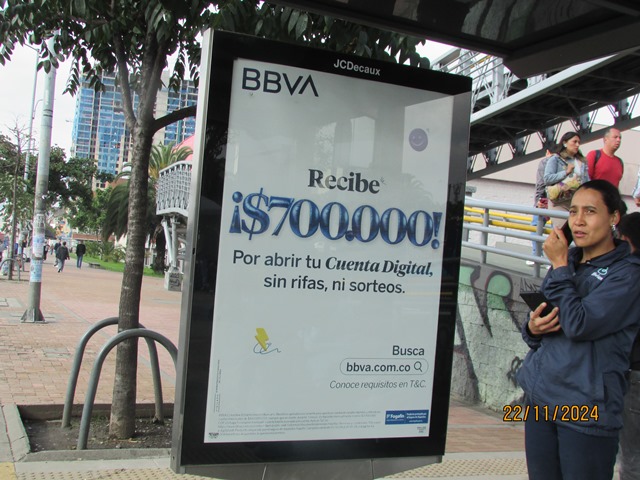 JCDecaux
BBVA
Recibe*
¡$700.000!
Por abrir tu Cuenta Digital,
sin rifas, ni sorteos.
Busca
bbva.com.co
Conoce requisitos en T&C.
Fogafín
22/11/2024